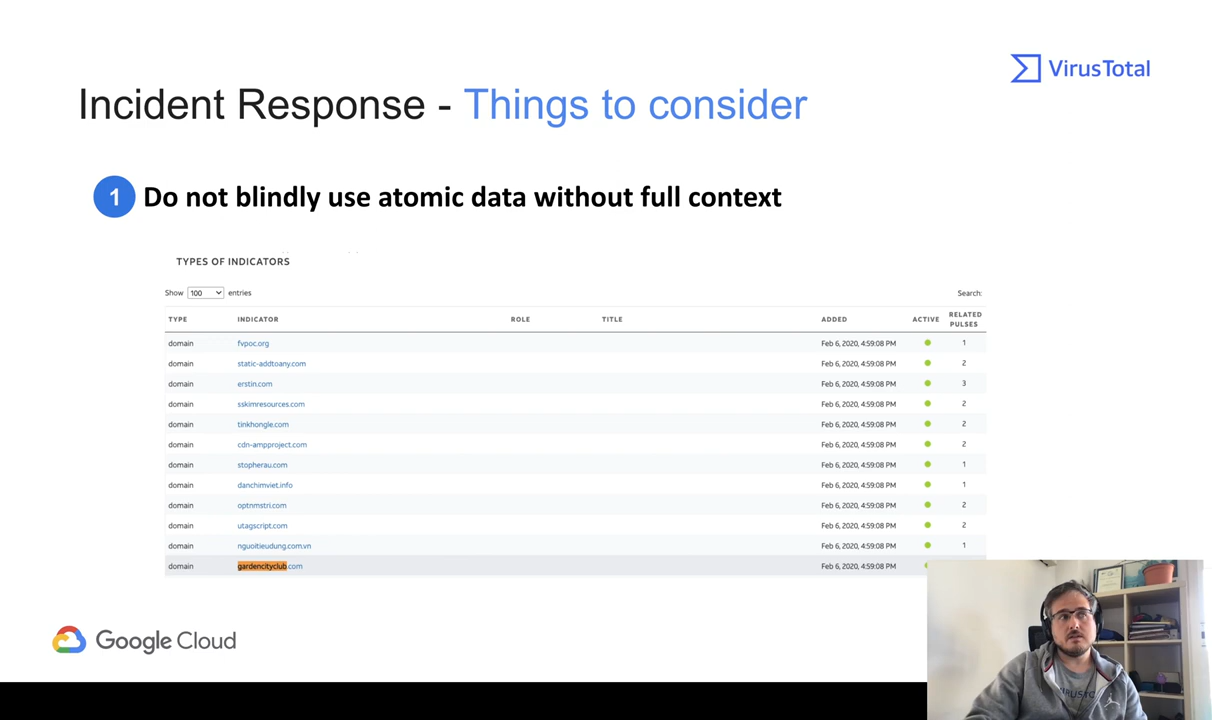 VirusTotal
Incident Response - Things to consider
1 Do not blindly use atomic data without full context
TYPES OF INDICATORS
Show 100 entries Search:
TYPE INDICATOR ROLE TITLE ADDED ACTIVE RELATED PULSES
domain fvpoc.org Feb 6, 2020, 4:59:08 PM 1
domain static-addtoany.com Feb 6, 2020, 4:59:08 PM 2
domain erstin.com Feb 6, 2020, 4:59:08 PM 3
domain sskimresources.com Feb 6, 2020, 4:59:08 PM 2
domain tinkhongle.com Feb 6, 2020, 4:59:08 PM 2
domain cdn-ampproject.com Feb 6, 2020, 4:59:08 PM 2
domain stopherau.com Feb 6, 2020, 4:59:08 PM 1
domain danchimviet.info Feb 6, 2020, 4:59:08 PM 1
domain optnmstri.com Feb 6, 2020, 4:59:08 PM 2
domain utagscript.com Feb 6, 2020, 4:59:08 PM 2
domain nguoitieudung.com.vn Feb 6, 2020, 4:59:08 PM 1
domain gardencityclub.com Feb 6, 2020, 4:59:08 PM
Google Cloud